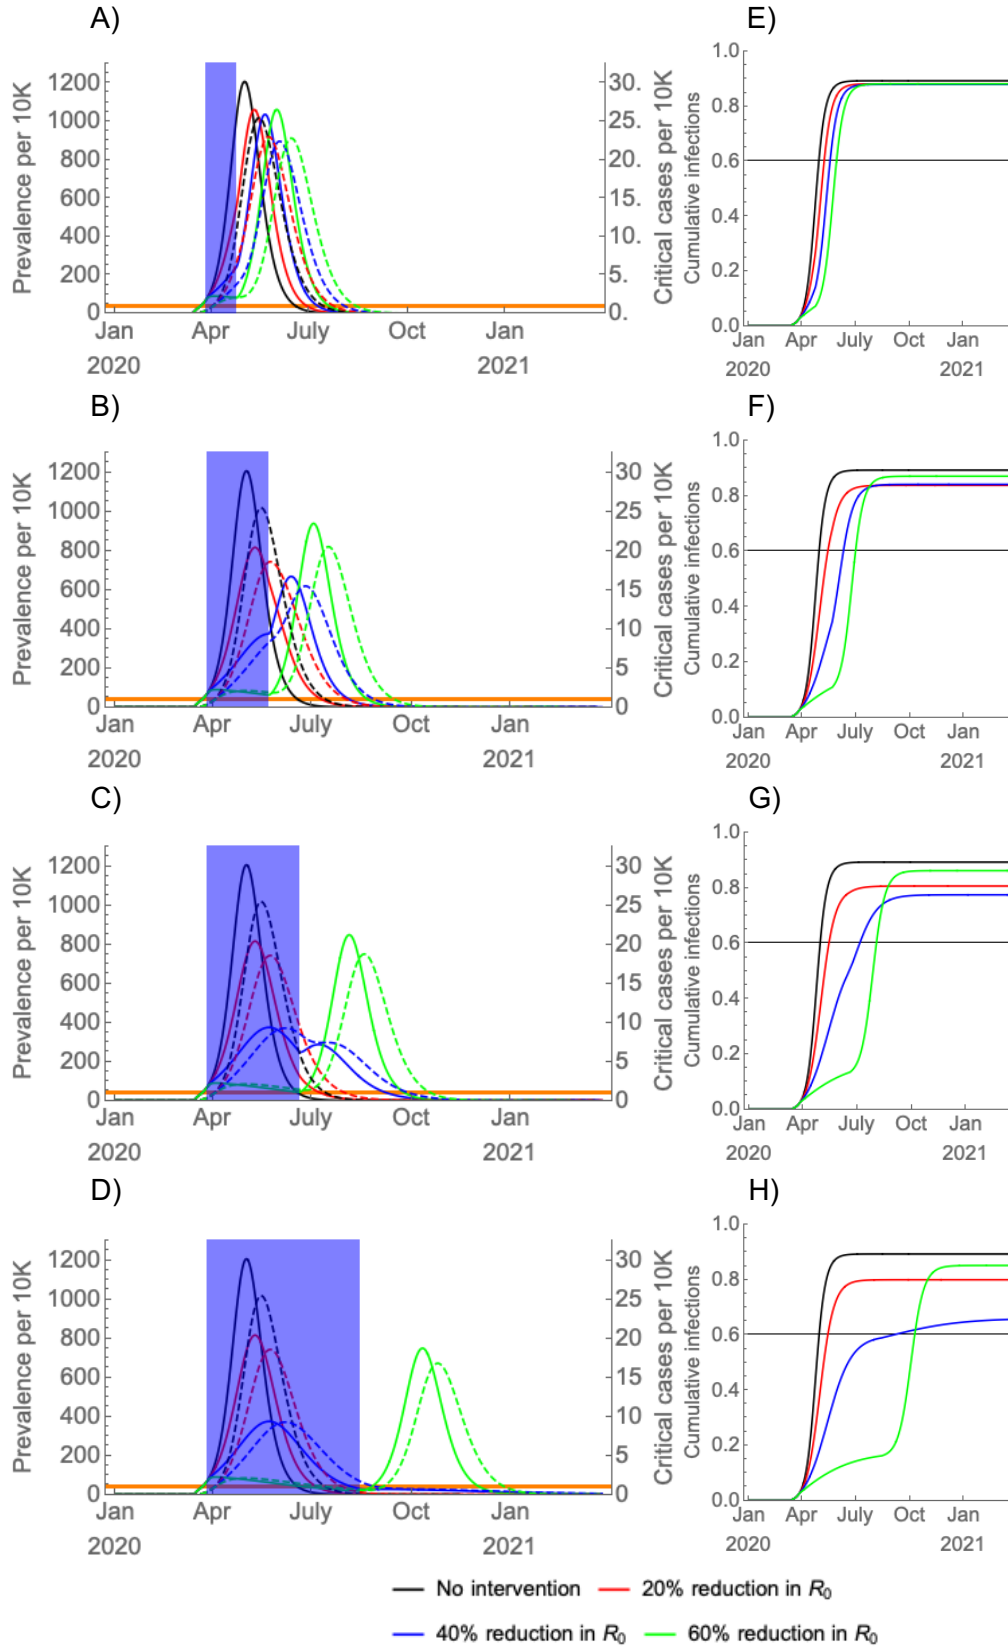 A)
Prevalence per 10K
1200
1000
800
600
400
200
0
Jan
Apr
July
Oct
Jan
2020
2021
30.
25.
20.
15.
10.
5.
0.
Critical cases per 10K
E)
Cumulative infections
1.0
0.8
0.6
0.4
0.2
0.0
Jan
Apr
July
Oct
Jan
2020
2021
B)
Prevalence per 10K
1200
1000
800
600
400
200
0
Jan
Apr
July
Oct
Jan
2020
2021
30
25
20
15
10
5
0
Critical cases per 10K
F)
Cumulative infections
1.0
0.8
0.6
0.4
0.2
0.0
Jan
Apr
July
Oct
Jan
2020
2021
C)
Prevalence per 10K
1200
1000
800
600
400
200
0
Jan
Apr
July
Oct
Jan
2020
2021
30
25
20
15
10
5
0
Critical cases per 10K
G)
Cumulative infections
1.0
0.8
0.6
0.4
0.2
0.0
Jan
Apr
July
Oct
Jan
2020
2021
D)
Prevalence per 10K
1200
1000
800
600
400
200
0
Jan
Apr
July
Oct
Jan
2020
2021
30
25
20
15
10
5
0
Critical cases per 10K
H)
Cumulative infections
1.0
0.8
0.6
0.4
0.2
0.0
Jan
Apr
July
Oct
Jan
2020
2021
No intervention
20% reduction in R₀
40% reduction in R₀
60% reduction in R₀